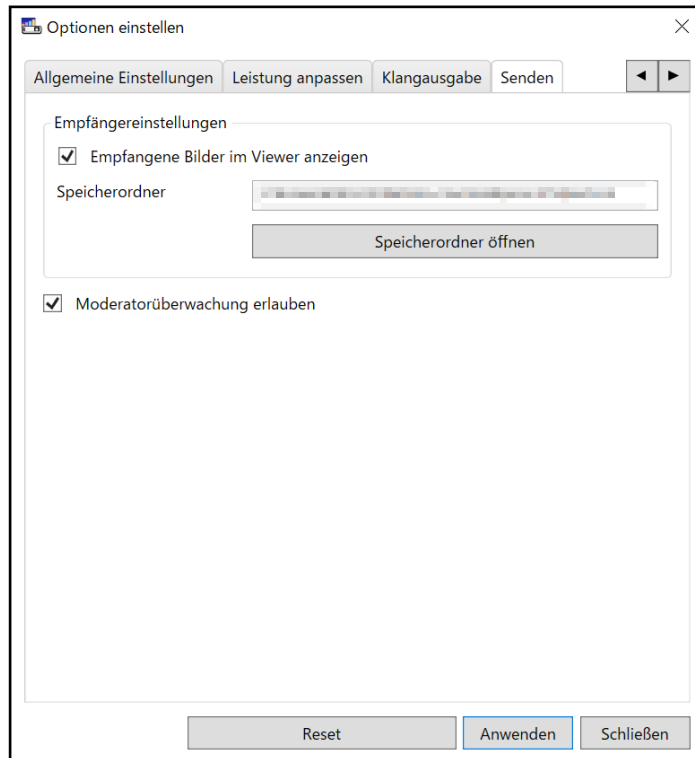 Optionen einstellen
Allgemeine Einstellungen Leistung anpassen Klangausgabe Senden
Empfängereinstellungen
Empfangene Bilder im Viewer anzeigen
Speicherordner
Speicherordner öffnen
Moderatorüberwachung erlauben
Reset Anwenden Schließen